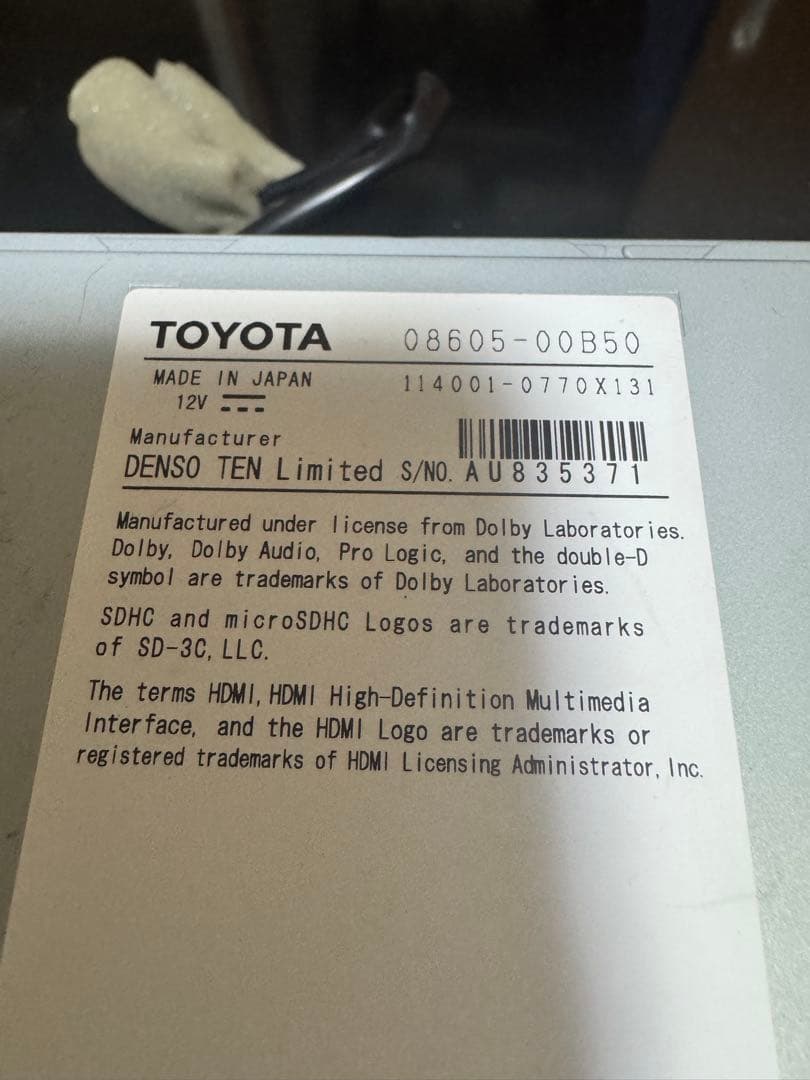 TOYOTA 08605-00B50
MADE IN JAPAN 114001-0770X131
12V
Manufacturer
DENSO TEN Limited S/NO. AU835371
Manufactured under license from Dolby Laboratories.
Dolby, Dolby Audio, Pro Logic, and the double-D
symbol are trademarks of Dolby Laboratories.
SDHC and microSDHC Logos are trademarks
of SD-3C, LLC.
The terms HDMI, HDMI High-Definition Multimedia
Interface, and the HDMI Logo are trademarks or
registered trademarks of HDMI Licensing Administrator, Inc.